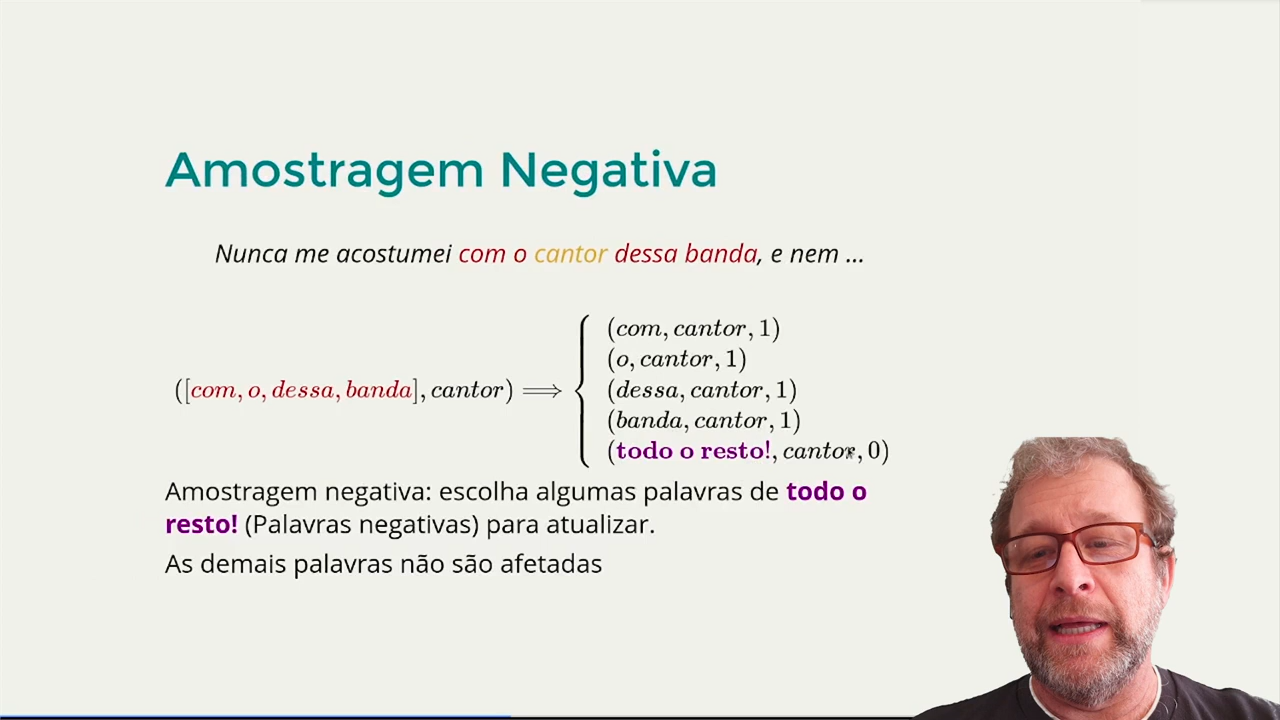 Amostragem Negativa
Nunca me acostumei com o cantor dessa banda, e nem ...
(com, cantor, 1)
(o, cantor, 1)
([com, o, dessa, banda], cantor) ⟹ { (dessa, cantor, 1)
(banda, cantor, 1)
(todo o resto!, cantor, 0)
Amostragem negativa: escolha algumas palavras de todo o
resto! (Palavras negativas) para atualizar.
As demais palavras não são afetadas